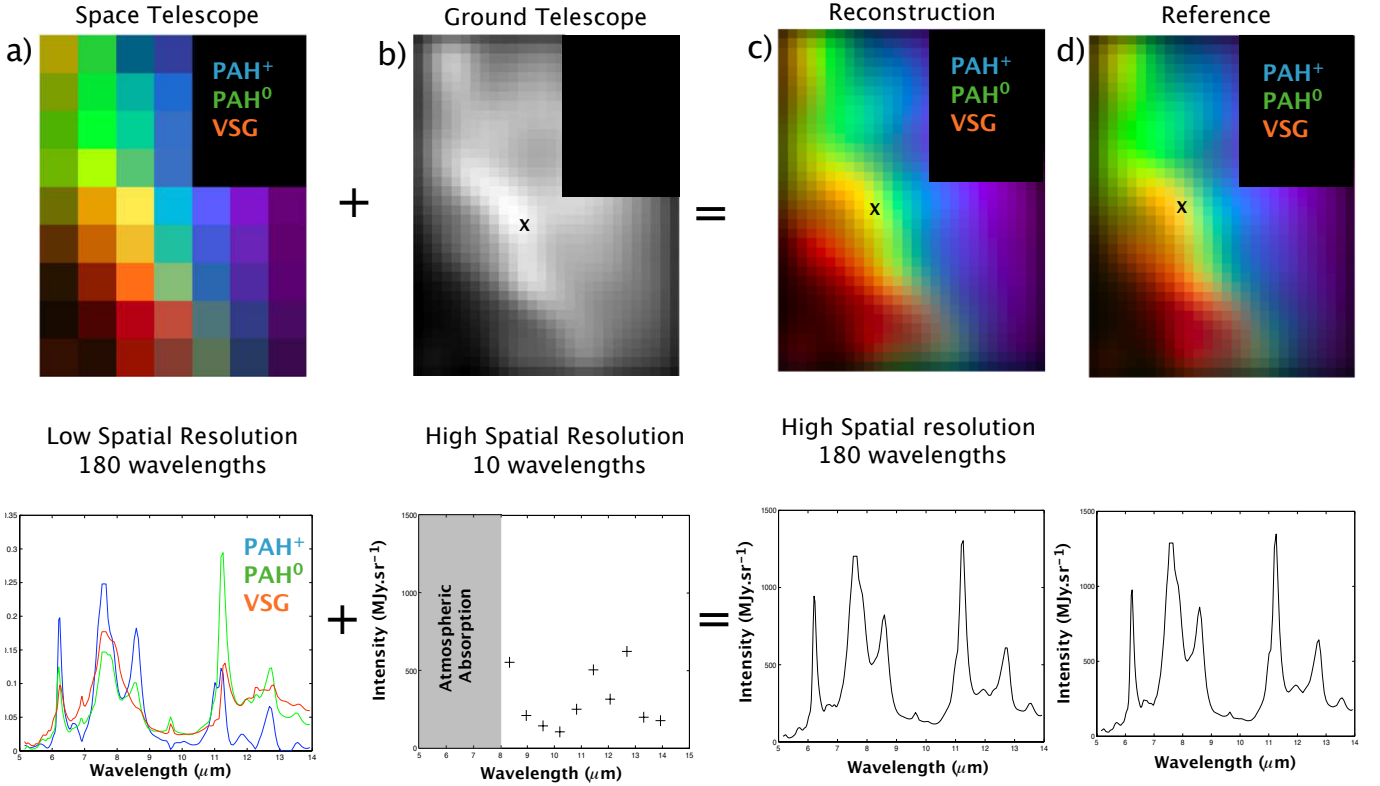 Space Telescope
Ground Telescope
Reconstruction
Reference
a)
PAH⁺
PAH⁰
VSG
+
b)
x
=
c)
PAH⁺
PAH⁰
VSG
x
d)
PAH⁺
PAH⁰
VSG
x
Low Spatial Resolution
180 wavelengths
High Spatial Resolution
10 wavelengths
High Spatial resolution
180 wavelengths
0.35
0.3
0.25
0.2
0.15
0.1
0.05
0
5 6 7 8 9 10 11 12 13 14
Wavelength (μm)
PAH⁺
PAH⁰
VSG
+
Intensity (MJy.sr⁻¹)
1500
1000
500
0
Atmospheric
Absorption
5 6 7 8 9 10 11 12 13 14 15
Wavelength (μm)
=
Intensity (MJy.sr⁻¹)
1500
1000
500
0
5 6 7 8 9 10 11 12 13 14
Wavelength (μm)
Intensity (MJy.sr⁻¹)
1500
1000
500
0
5 6 7 8 9 10 11 12 13 14
Wavelength (μm)